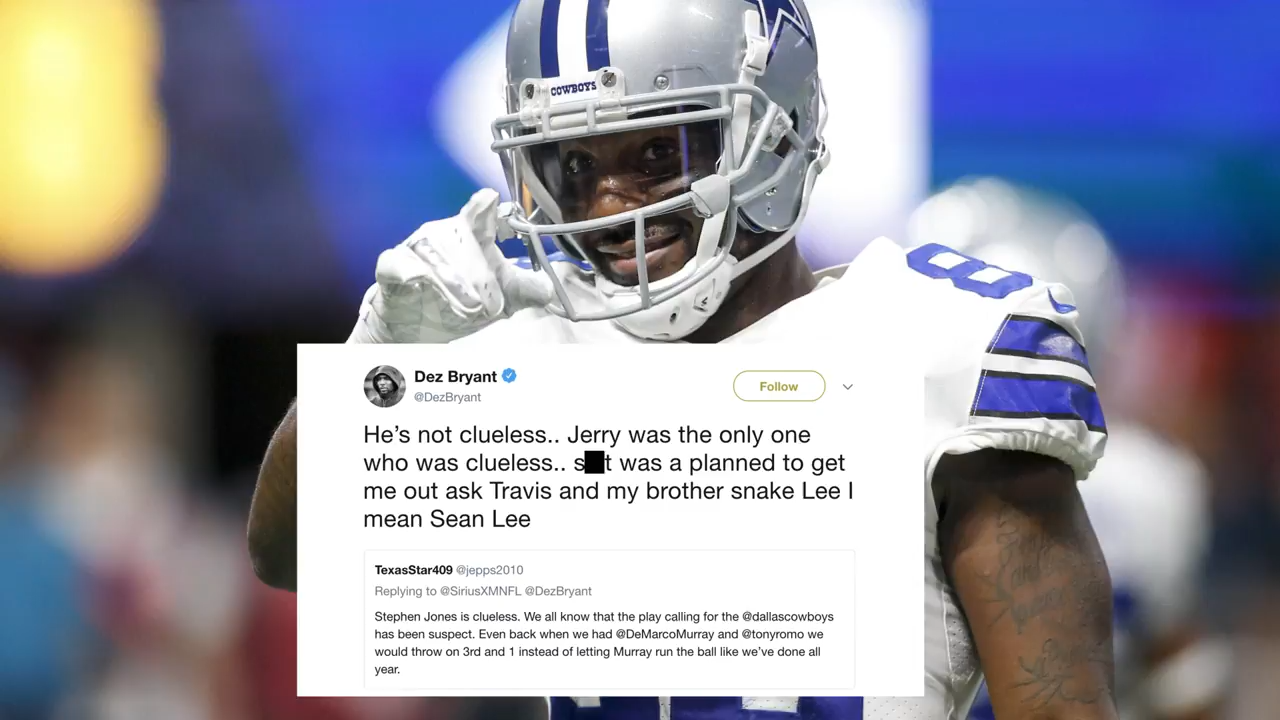 COWBOYS
8
Dez Bryant
@DezBryant
Follow
He's not clueless.. Jerry was the only one
who was clueless.. s■t was a planned to get
me out ask Travis and my brother snake Lee I
mean Sean Lee
TexasStar409 @jepps2010
Replying to @SiriusXMNFL @DezBryant
Stephen Jones is clueless. We all know that the play calling for the @dallascowboys
has been suspect. Even back when we had @DeMarcoMurray and @tonyromo we
would throw on 3rd and 1 instead of letting Murray run the ball like we've done all
year.